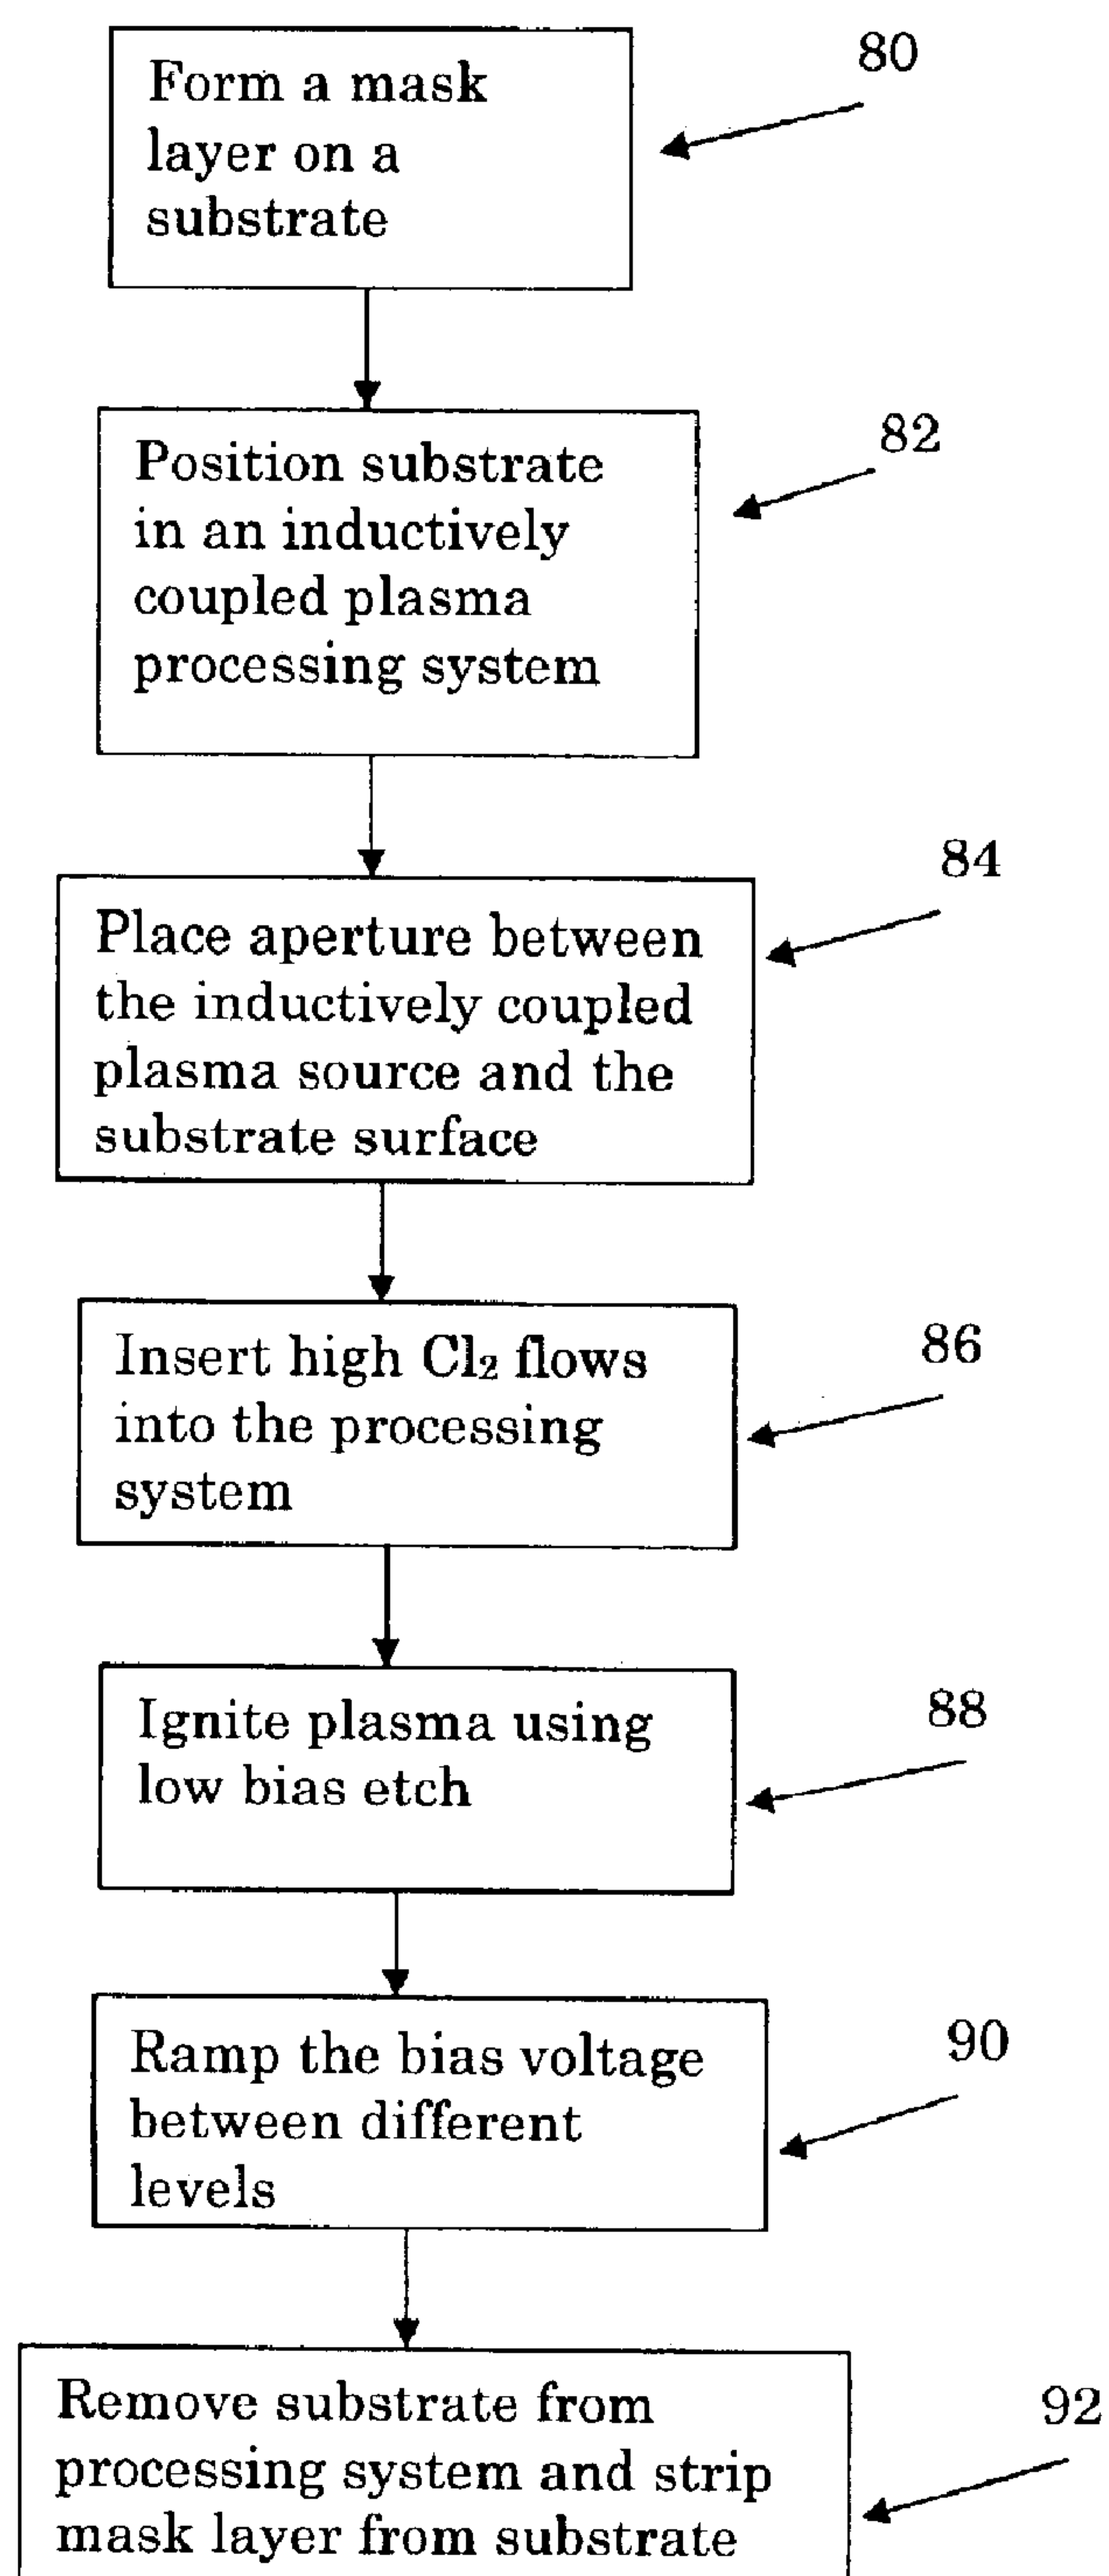 Form a mask
layer on a
substrate
80
Position substrate
in an inductively
coupled plasma
processing system
82
Place aperture between
the inductively coupled
plasma source and the
substrate surface
84
Insert high Cl₂ flows
into the processing
system
86
Ignite plasma using
low bias etch
88
Ramp the bias voltage
between different
levels
90
Remove substrate from
processing system and strip
mask layer from substrate
92